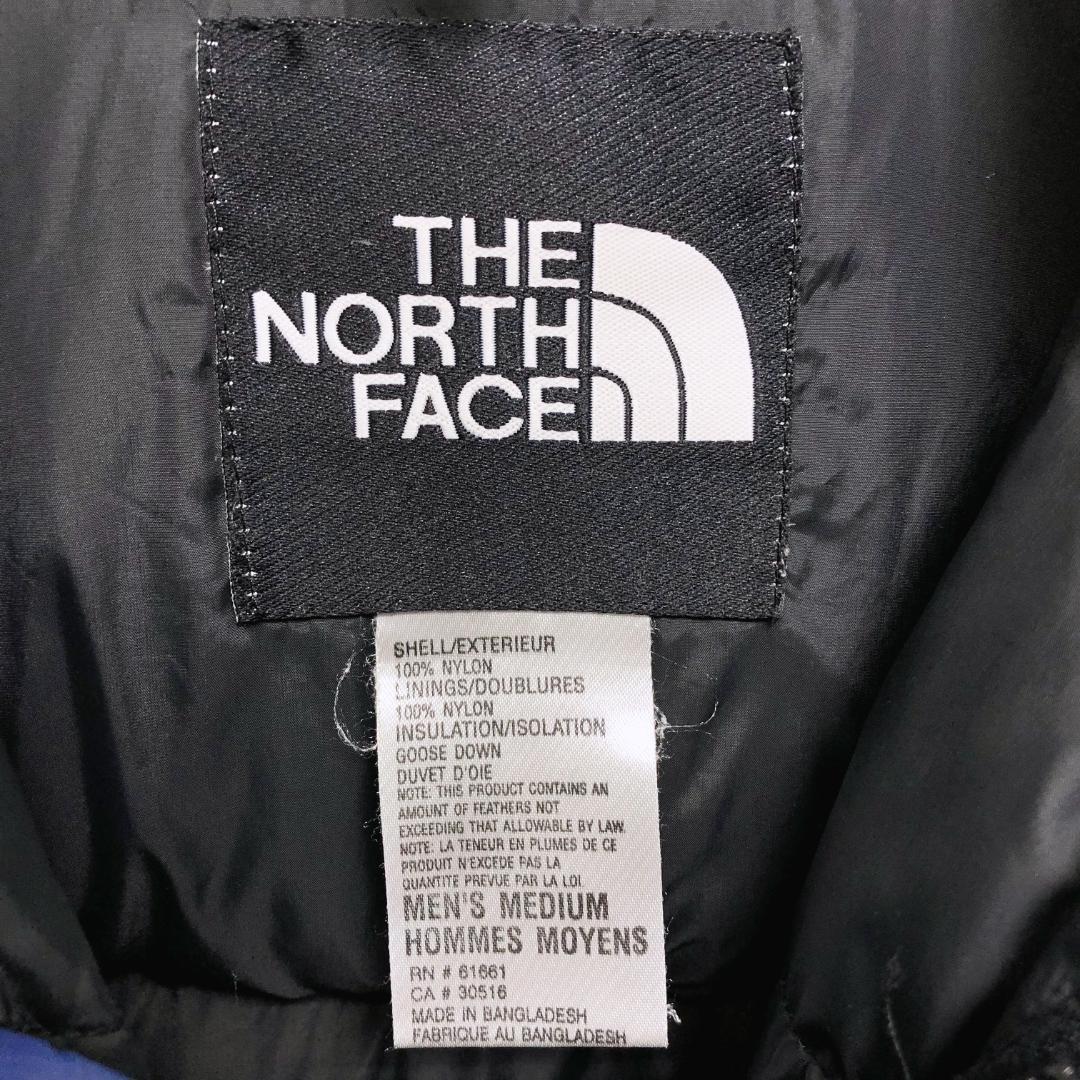 THE
NORTH
FACE
SHELL/EXTERIEUR
100% NYLON
LININGS/DOUBLURES
100% NYLON
INSULATION/ISOLATION
GOOSE DOWN
DUVET D'OIE
NOTE: THIS PRODUCT CONTAINS AN
AMOUNT OF FEATHERS NOT
EXCEEDING THAT ALLOWABLE BY LAW.
NOTE: LA TENEUR EN PLUMES DE CE
PRODUIT N'EXCEDE PAS LA
QUANTITE PREVUE PAR LA LOI.
MEN'S MEDIUM
HOMMES MOYENS
RN # 61661
CA # 30516
MADE IN BANGLADESH
FABRIQUE AU BANGLADESH